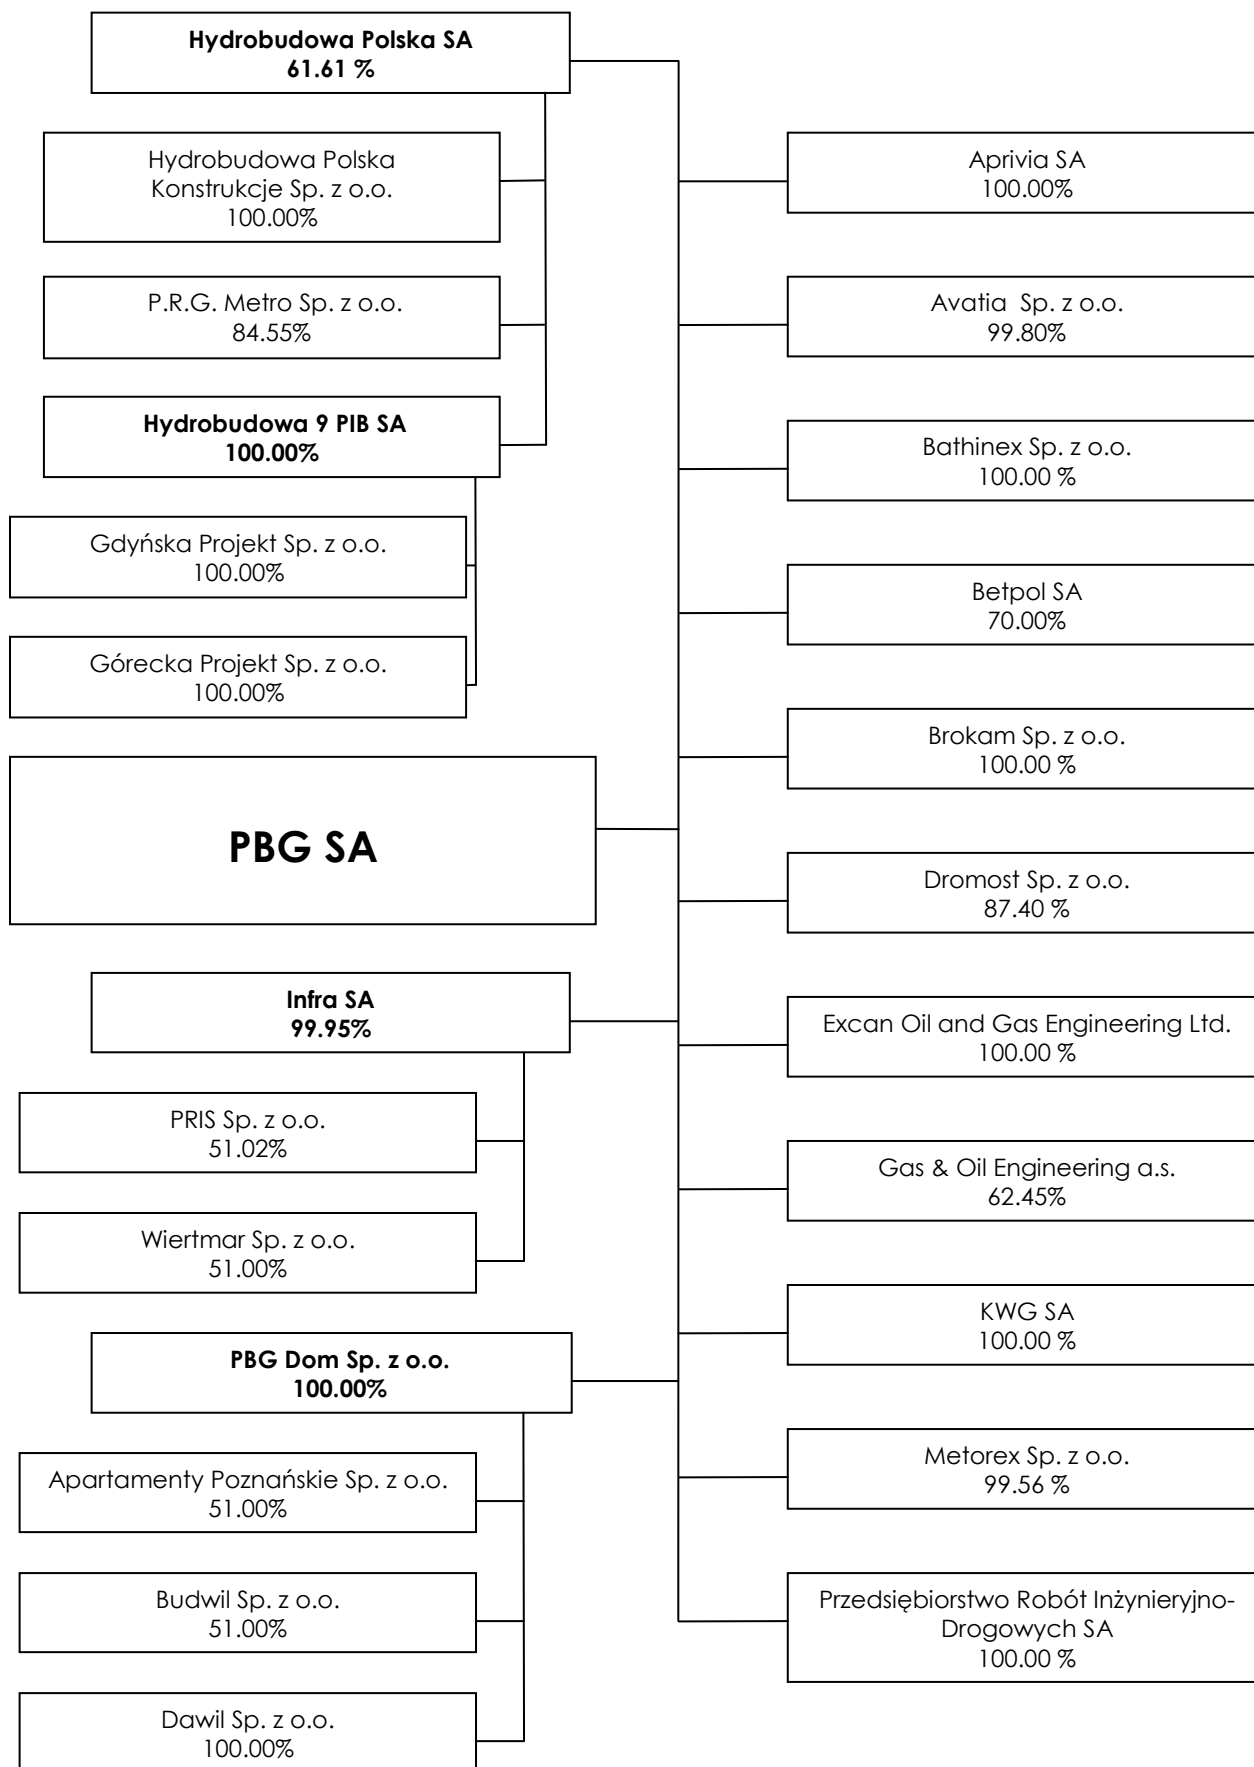 Hydrobudowa Polska SA
61.61 %
Hydrobudowa Polska
Konstrukcje Sp. z o.o.
100.00%
P.R.G. Metro Sp. z o.o.
84.55%
Hydrobudowa 9 PIB SA
100.00%
Gdyńska Projekt Sp. z o.o.
100.00%
Górecka Projekt Sp. z o.o.
100.00%
PBG SA
Infra SA
99.95%
PRIS Sp. z o.o.
51.02%
Wiertmar Sp. z o.o.
51.00%
PBG Dom Sp. z o.o.
100.00%
Apartamenty Poznańskie Sp. z o.o.
51.00%
Budwil Sp. z o.o.
51.00%
Dawil Sp. z o.o.
100.00%
Aprivia SA
100.00%
Avatia  Sp. z o.o.
99.80%
Bathinex Sp. z o.o.
100.00 %
Betpol SA
70.00%
Brokam Sp. z o.o.
100.00 %
Dromost Sp. z o.o.
87.40 %
Excan Oil and Gas Engineering Ltd.
100.00 %
Gas & Oil Engineering a.s.
62.45%
KWG SA
100.00 %
Metorex Sp. z o.o.
99.56 %
Przedsiębiorstwo Robót Inżynieryjno-
Drogowych SA
100.00 %